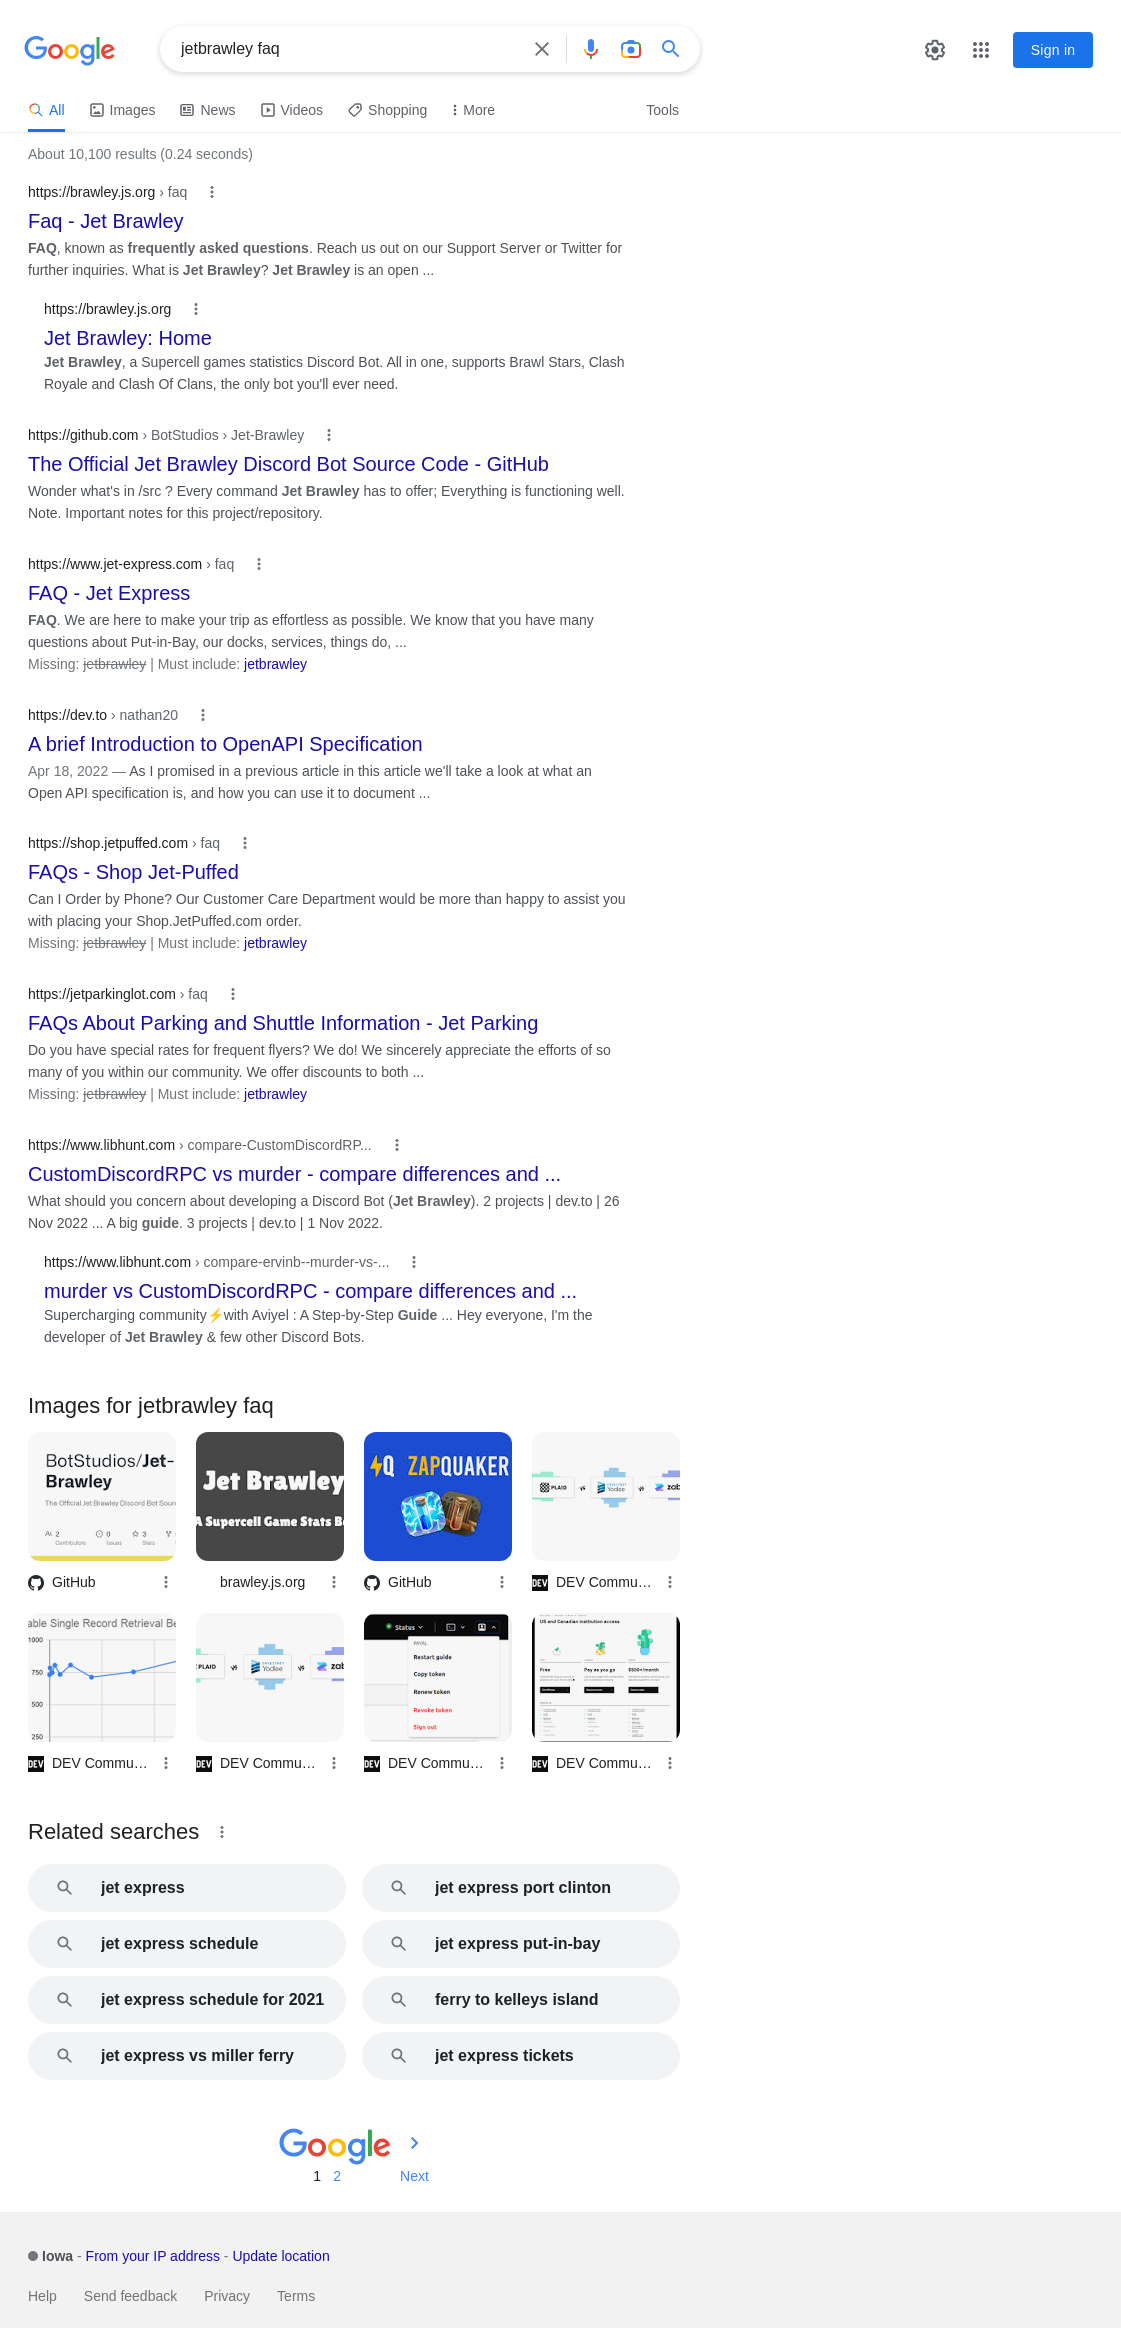 Google
jetbrawley faq
Sign in
All Images News Videos Shopping More Tools
About 10,100 results (0.24 seconds)
https://brawley.js.org › faq
Faq - Jet Brawley
FAQ, known as frequently asked questions. Reach us out on our Support Server or Twitter for
further inquiries. What is Jet Brawley? Jet Brawley is an open ...
https://brawley.js.org
Jet Brawley: Home
Jet Brawley, a Supercell games statistics Discord Bot. All in one, supports Brawl Stars, Clash
Royale and Clash Of Clans, the only bot you'll ever need.
https://github.com › BotStudios › Jet-Brawley
The Official Jet Brawley Discord Bot Source Code - GitHub
Wonder what's in /src ? Every command Jet Brawley has to offer; Everything is functioning well.
Note. Important notes for this project/repository.
https://www.jet-express.com › faq
FAQ - Jet Express
FAQ. We are here to make your trip as effortless as possible. We know that you have many
questions about Put-in-Bay, our docks, services, things do, ...
Missing: jetbrawley | Must include: jetbrawley
https://dev.to › nathan20
A brief Introduction to OpenAPI Specification
Apr 18, 2022 — As I promised in a previous article in this article we'll take a look at what an
Open API specification is, and how you can use it to document ...
https://shop.jetpuffed.com › faq
FAQs - Shop Jet-Puffed
Can I Order by Phone? Our Customer Care Department would be more than happy to assist you
with placing your Shop.JetPuffed.com order.
Missing: jetbrawley | Must include: jetbrawley
https://jetparkinglot.com › faq
FAQs About Parking and Shuttle Information - Jet Parking
Do you have special rates for frequent flyers? We do! We sincerely appreciate the efforts of so
many of you within our community. We offer discounts to both ...
Missing: jetbrawley | Must include: jetbrawley
https://www.libhunt.com › compare-CustomDiscordRP...
CustomDiscordRPC vs murder - compare differences and ...
What should you concern about developing a Discord Bot (Jet Brawley). 2 projects | dev.to | 26
Nov 2022 ... A big guide. 3 projects | dev.to | 1 Nov 2022.
https://www.libhunt.com › compare-ervinb--murder-vs-...
murder vs CustomDiscordRPC - compare differences and ...
Supercharging community⚡with Aviyel : A Step-by-Step Guide ... Hey everyone, I'm the
developer of Jet Brawley & few other Discord Bots.
Images for jetbrawley faq
BotStudios/Jet-
Brawley
The Official Jet Brawley Discord Bot Sour
2 0 3
Contributors Issues Stars
Jet Brawley
A Supercell Game Stats Bo
ZQ ZAPQUAKER
PLAID vs Yodlee vs zab
GitHub
brawley.js.org
GitHub
DEV Commu…
able Single Record Retrieval Be
1000
750
500
250
PLAID vs Yodlee vs zab
Status
PAYAL
Restart guide
Copy token
Renew token
Revoke token
Sign out
US and Canadian institution access
Free Pay as you go $500+/month
DEV Commu…
DEV Commu…
DEV Commu…
DEV Commu…
Related searches
jet express
jet express port clinton
jet express schedule
jet express put-in-bay
jet express schedule for 2021
ferry to kelleys island
jet express vs miller ferry
jet express tickets
Google
1 2 Next
Iowa - From your IP address - Update location
Help Send feedback Privacy Terms